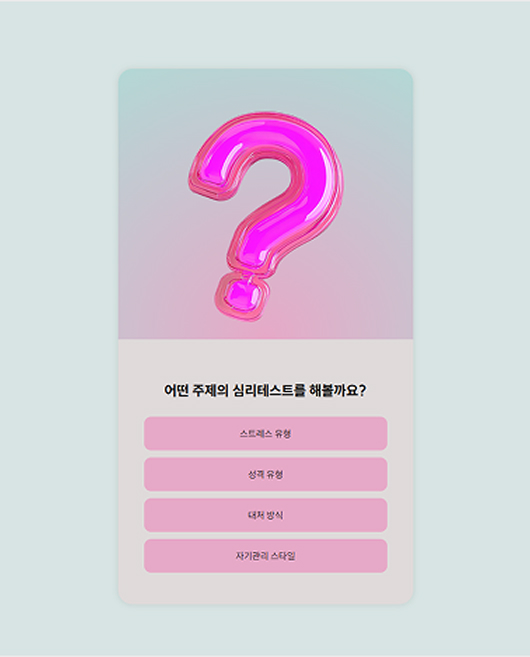 어떤 주제의 심리테스트를 해볼까요?
스트레스 유형
성격 유형
대처 방식
자기관리 스타일